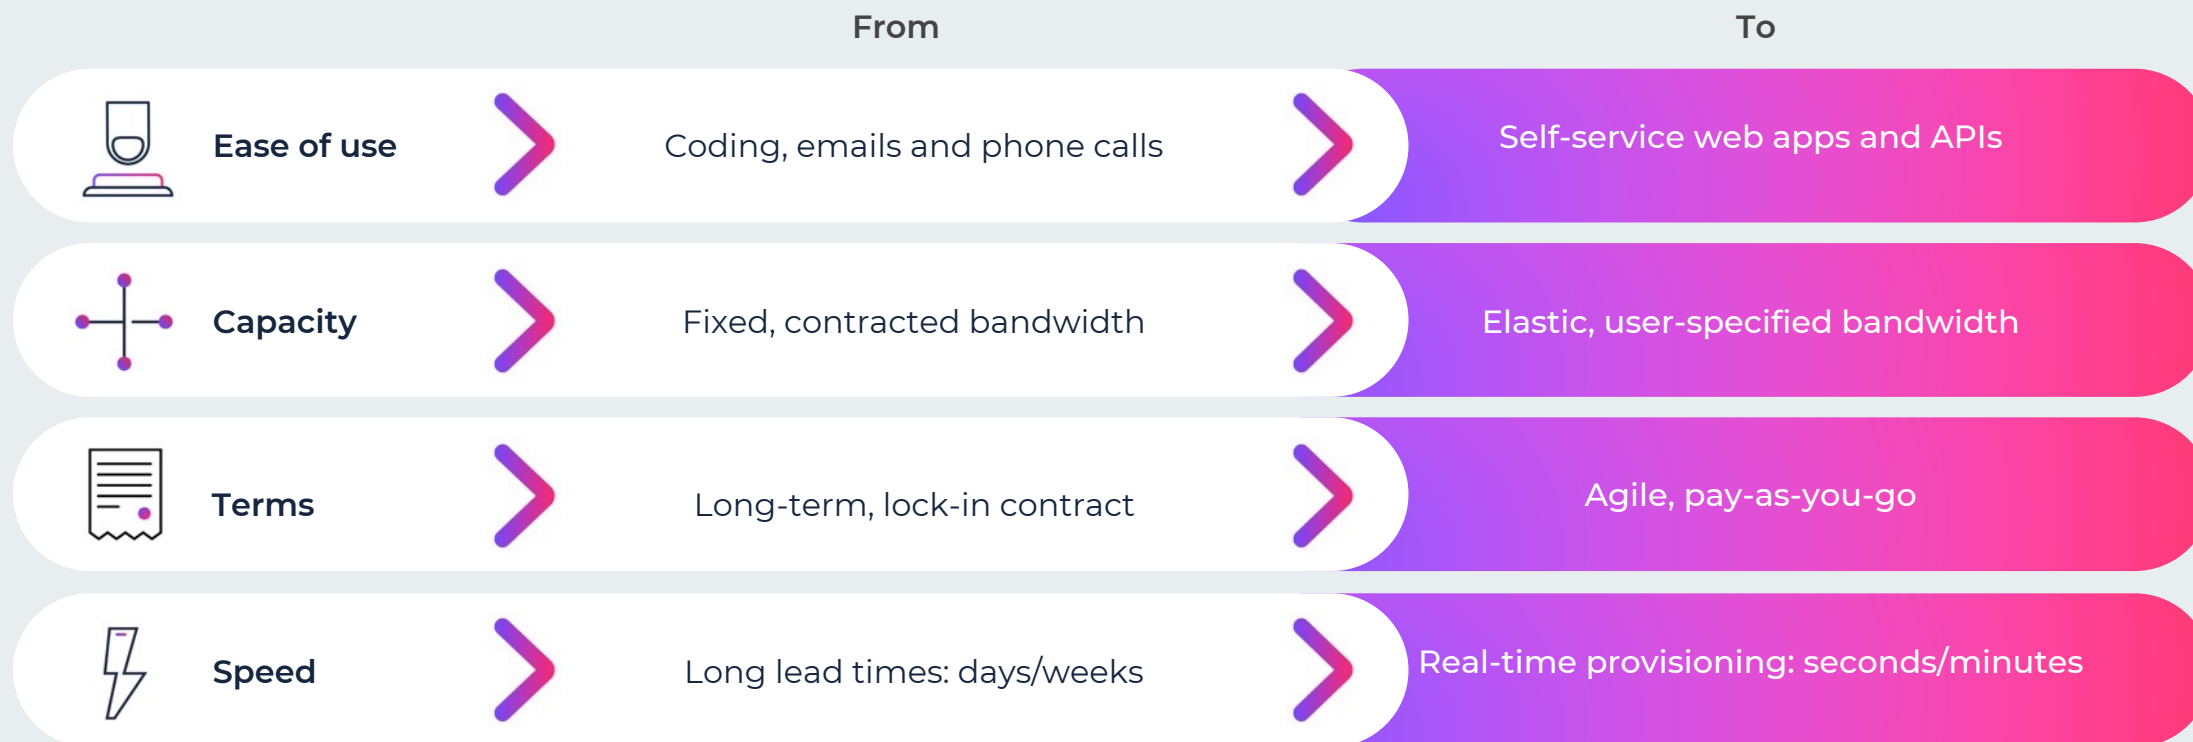 From
To
Ease of use
Coding, emails and phone calls
Self-service web apps and APIs
Capacity
Fixed, contracted bandwidth
Elastic, user-specified bandwidth
Terms
Long-term, lock-in contract
Agile, pay-as-you-go
Speed
Long lead times: days/weeks
Real-time provisioning: seconds/minutes